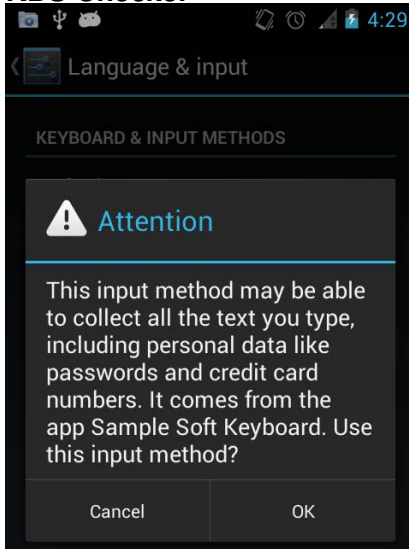 4:29
Language & input
KEYBOARD & INPUT METHODS
Attention
This input method may be able
to collect all the text you type,
including personal data like
passwords and credit card
numbers. It comes from the
app Sample Soft Keyboard. Use
this input method?
Cancel OK